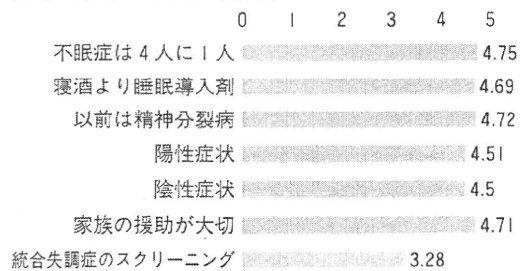 0 1 2 3 4 5
不眠症は4人に1人 4.75
寝酒より睡眠導入剤 4.69
以前は精神分裂病 4.72
陽性症状 4.51
陰性症状 4.5
家族の援助が大切 4.71
統合失調症のスクリーニング 3.28